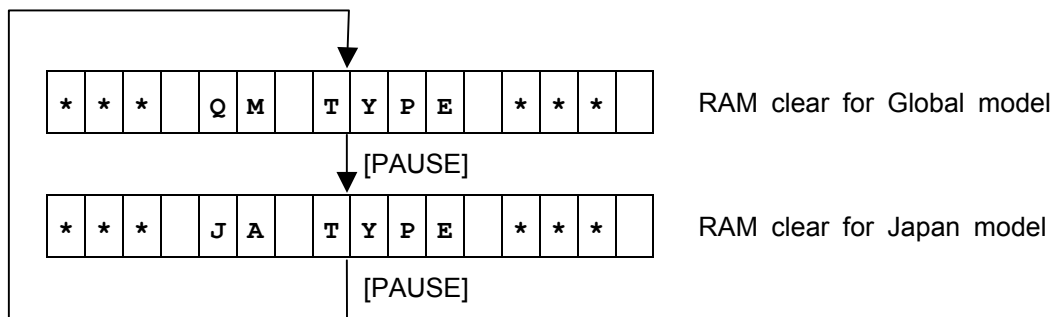 *** QM TYPE *** RAM clear for Global model
[PAUSE]
*** JA TYPE *** RAM clear for Japan model
[PAUSE]